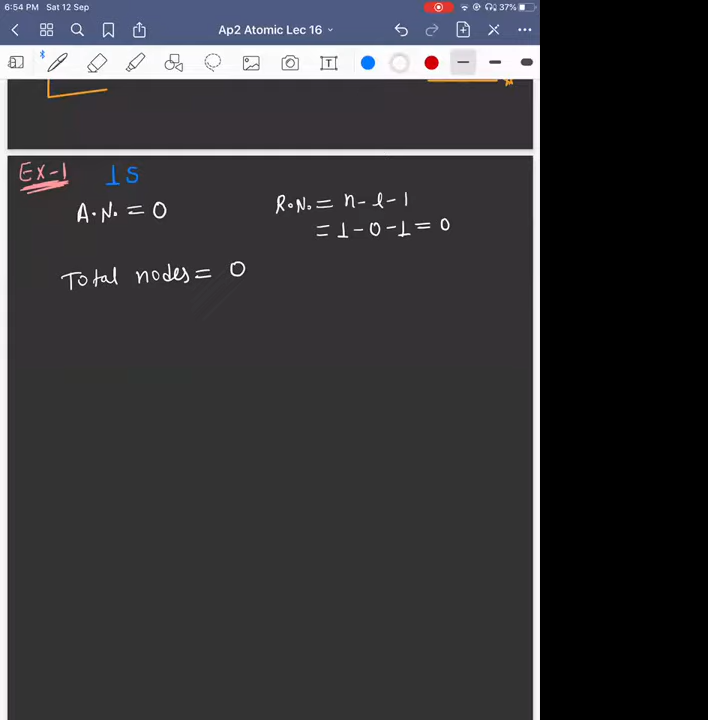 6:54 PM Sat 12 Sep
37%
Ap2 Atomic Lec 16
T
Ex-1 1S
A.N. = 0
R.N. = n-l-1
= 1-0-1 = 0
Total nodes = 0